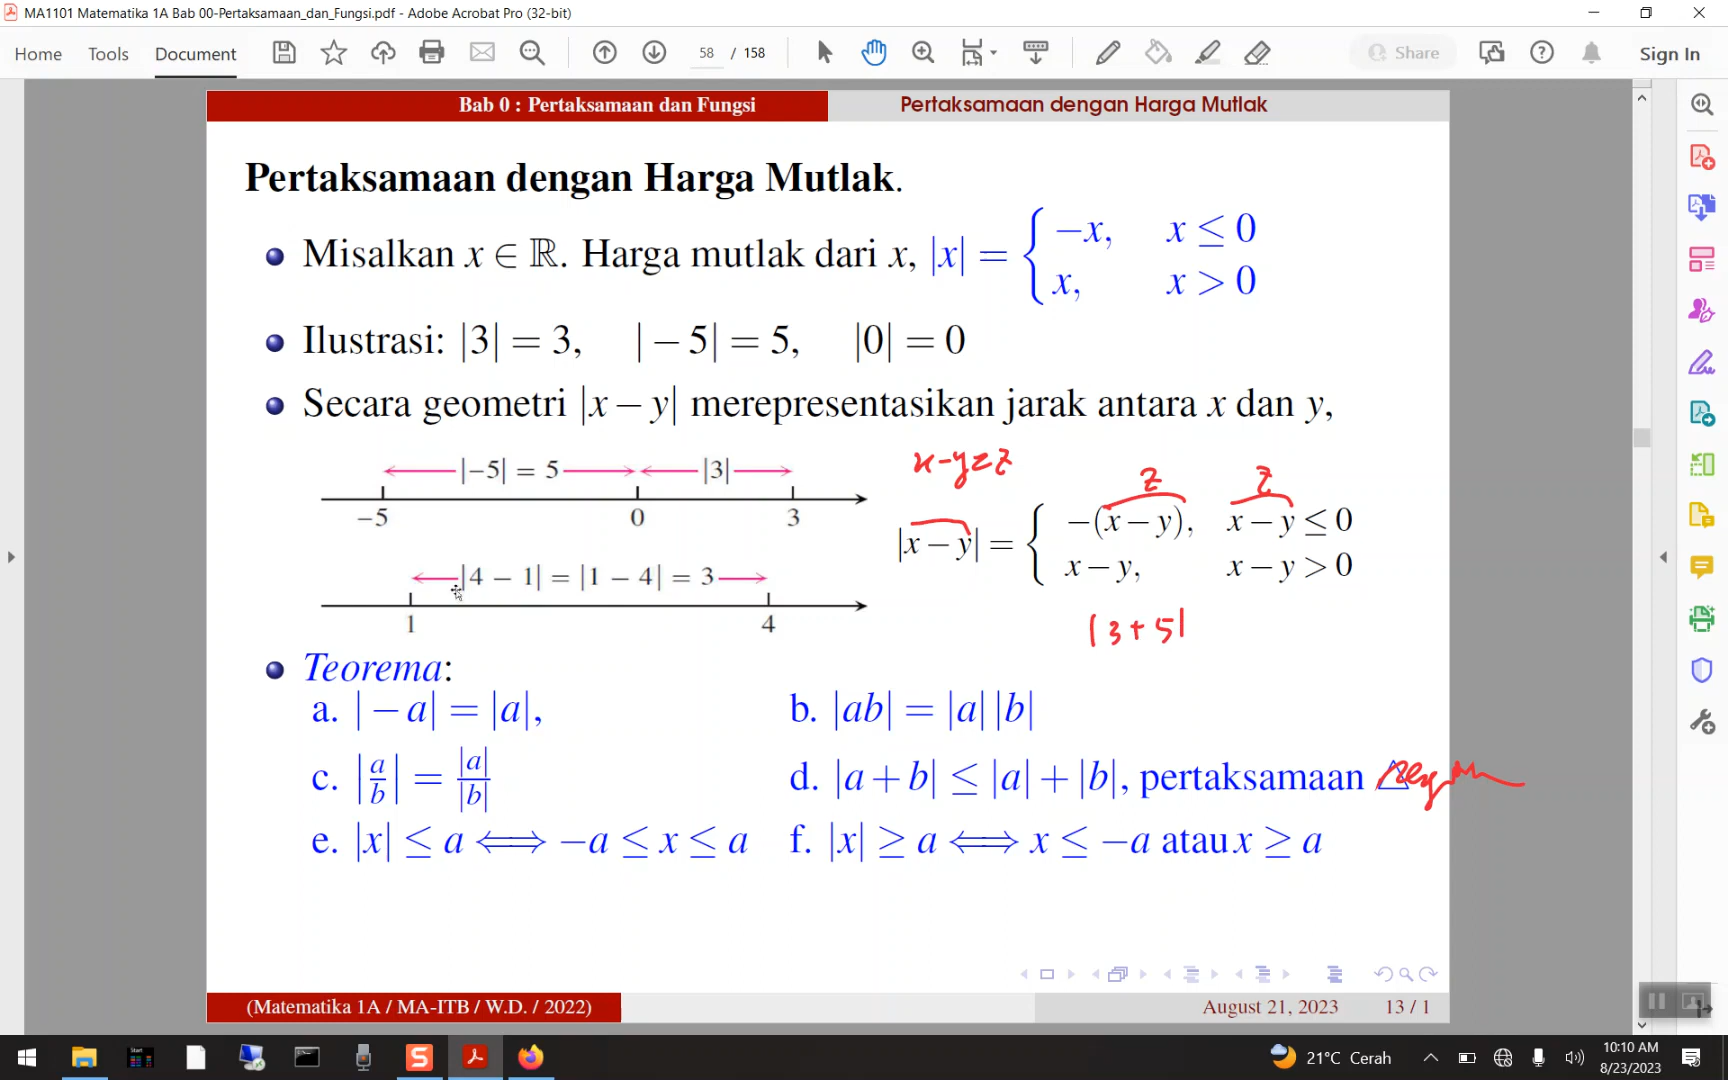 MA1101 Matematika 1A Bab 00-Pertaksamaan_dan_Fungsi.pdf - Adobe Acrobat Pro (32-bit)
Home Tools Document 58 / 158 Share Sign In
Bab 0 : Pertaksamaan dan Fungsi Pertaksamaan dengan Harga Mutlak
Pertaksamaan dengan Harga Mutlak.
Misalkan x ∈ ℝ. Harga mutlak dari x, |x| = { −x, x ≤ 0
x, x > 0
Ilustrasi: |3| = 3, |−5| = 5, |0| = 0
Secara geometri |x − y| merepresentasikan jarak antara x dan y,
|−5| = 5 |3|
−5 0 3
|4 − 1| = |1 − 4| = 3
1 4
x-y=z
z z
|x − y| = { −(x − y), x − y ≤ 0
x − y, x − y > 0
|3+5|
Teorema:
a. |−a| = |a|, b. |ab| = |a||b|
c. |a/b| = |a|/|b| d. |a + b| ≤ |a| + |b|, pertaksamaan △
e. |x| ≤ a ⟺ −a ≤ x ≤ a f. |x| ≥ a ⟺ x ≤ −a atau x ≥ a
(Matematika 1A / MA-ITB / W.D. / 2022) August 21, 2023 13 / 1
Start
21°C Cerah
10:10 AM
8/23/2023